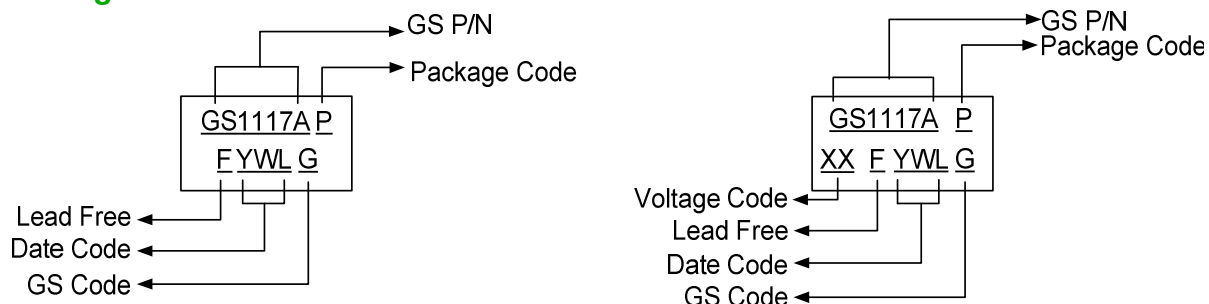 GS P/N
Package Code
GS1117A P
F YWL G
Lead Free
Date Code
GS Code
GS P/N
Package Code
GS1117A P
XX F YWL G
Voltage Code
Lead Free
Date Code
GS Code